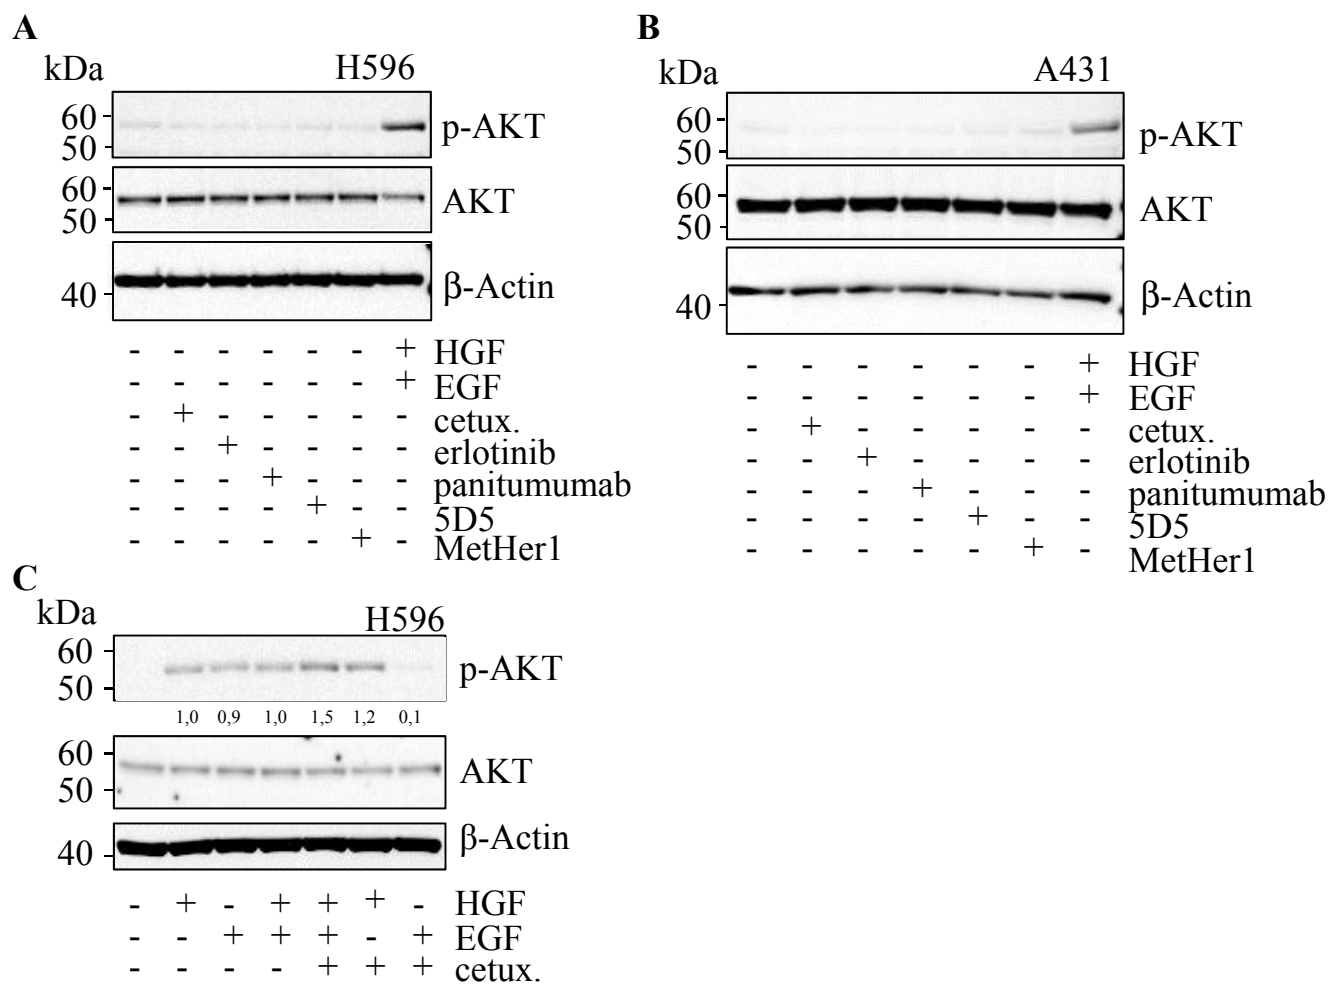 A
kDa
H596
60
50
p-AKT
60
50
AKT
40
β-Actin
- - - - - - + HGF
- - - - - - + EGF
- + - - - - - cetux.
- - + - - - - erlotinib
- - - + - - - panitumumab
- - - - + - - 5D5
- - - - - + - MetHer1
B
kDa
A431
60
50
p-AKT
60
50
AKT
40
β-Actin
- - - - - - + HGF
- - - - - - + EGF
- + - - - - - cetux.
- - + - - - - erlotinib
- - - + - - - panitumumab
- - - - + - - 5D5
- - - - - + - MetHer1
C
kDa
H596
60
50
p-AKT
1,0 0,9 1,0 1,5 1,2 0,1
60
50
AKT
40
β-Actin
- + - + + + - HGF
- - + + + - + EGF
- - - - + + + cetux.